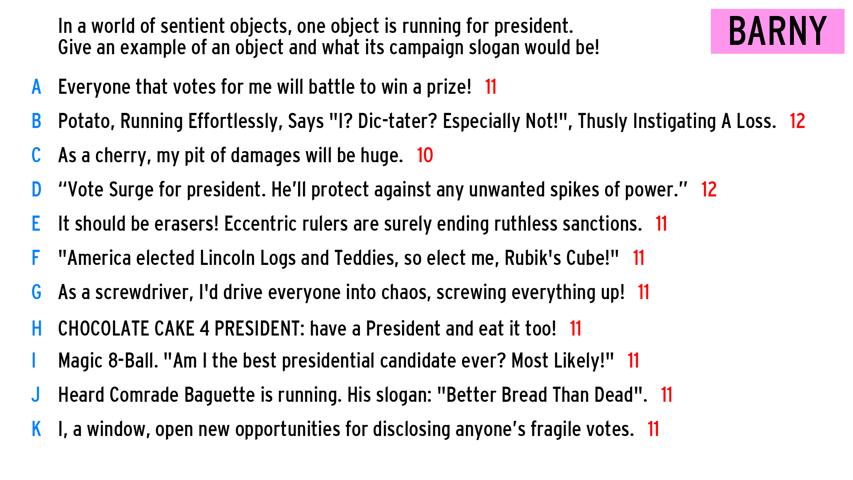 In a world of sentient objects, one object is running for president.
Give an example of an object and what its campaign slogan would be!
BARNY
A Everyone that votes for me will battle to win a prize! 11
B Potato, Running Effortlessly, Says "I? Dic-tater? Especially Not!", Thusly Instigating A Loss. 12
C As a cherry, my pit of damages will be huge. 10
D “Vote Surge for president. He’ll protect against any unwanted spikes of power.” 12
E It should be erasers! Eccentric rulers are surely ending ruthless sanctions. 11
F "America elected Lincoln Logs and Teddies, so elect me, Rubik's Cube!" 11
G As a screwdriver, I'd drive everyone into chaos, screwing everything up! 11
H CHOCOLATE CAKE 4 PRESIDENT: have a President and eat it too! 11
I Magic 8-Ball. "Am I the best presidential candidate ever? Most Likely!" 11
J Heard Comrade Baguette is running. His slogan: "Better Bread Than Dead". 11
K I, a window, open new opportunities for disclosing anyone’s fragile votes. 11